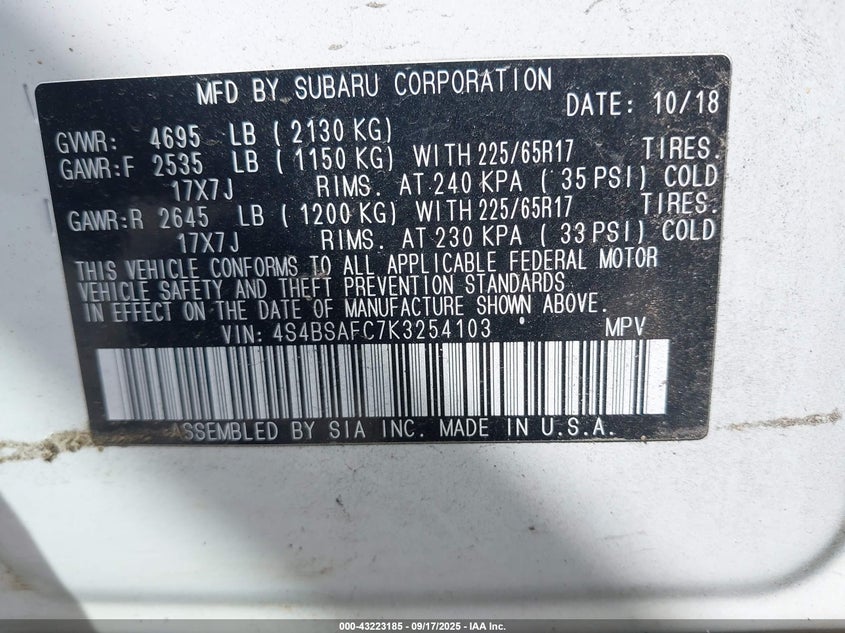 MFD BY SUBARU CORPORATION
DATE: 10/18
GVWR: 4695 LB ( 2130 KG)
GAWR:F 2535 LB ( 1150 KG) WITH 225/65R17 TIRES.
17X7J RIMS. AT 240 KPA ( 35 PSI) COLD
GAWR:R 2645 LB ( 1200 KG) WITH 225/65R17 TIRES.
17X7J RIMS. AT 230 KPA ( 33 PSI) COLD
THIS VEHICLE CONFORMS TO ALL APPLICABLE FEDERAL MOTOR
VEHICLE SAFETY AND THEFT PREVENTION STANDARDS
IN EFFECT ON THE DATE OF MANUFACTURE SHOWN ABOVE.
VIN: 4S4BSAFC7K3254103 MPV
ASSEMBLED BY SIA INC. MADE IN U.S.A.
000-43223185 - 09/17/2025 - IAA Inc.